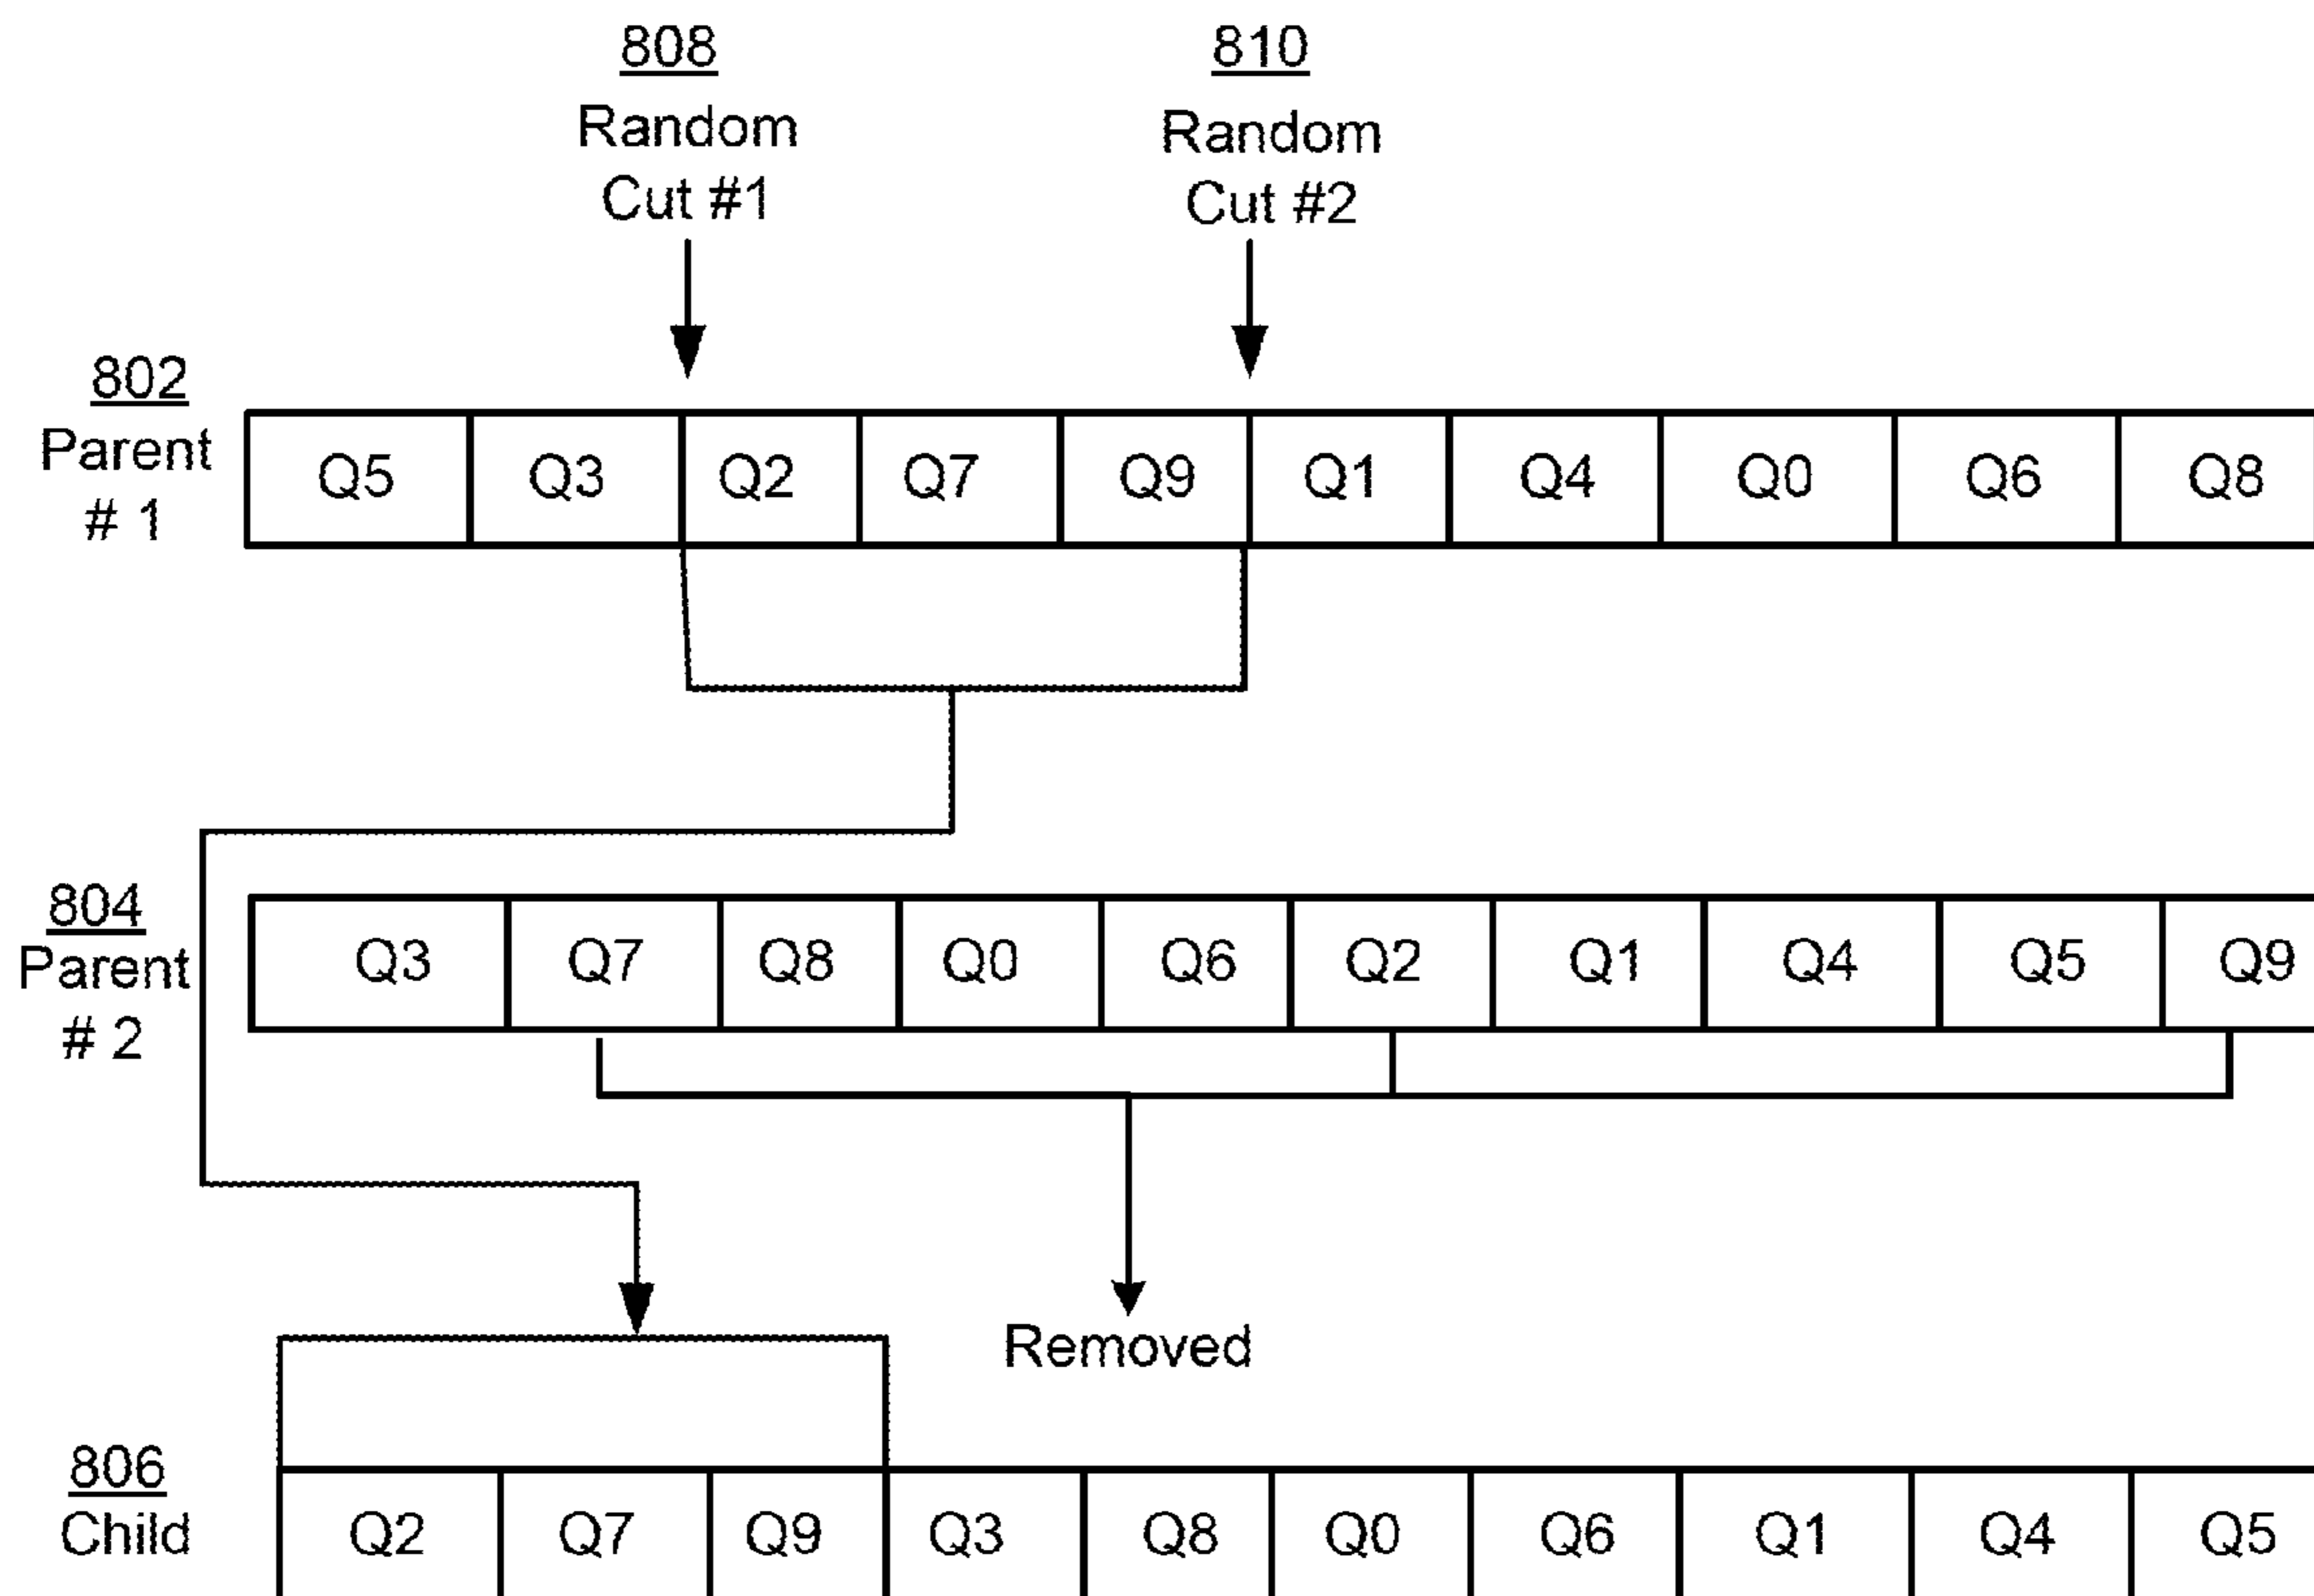 808 810
Random Random
Cut #1 Cut #2
802
Parent
# 1
Q5 Q3 Q2 Q7 Q9 Q1 Q4 Q0 Q6 Q8
804
Parent
# 2
Q3 Q7 Q8 Q0 Q6 Q2 Q1 Q4 Q5 Q9
Removed
806
Child
Q2 Q7 Q9 Q3 Q8 Q0 Q6 Q1 Q4 Q5